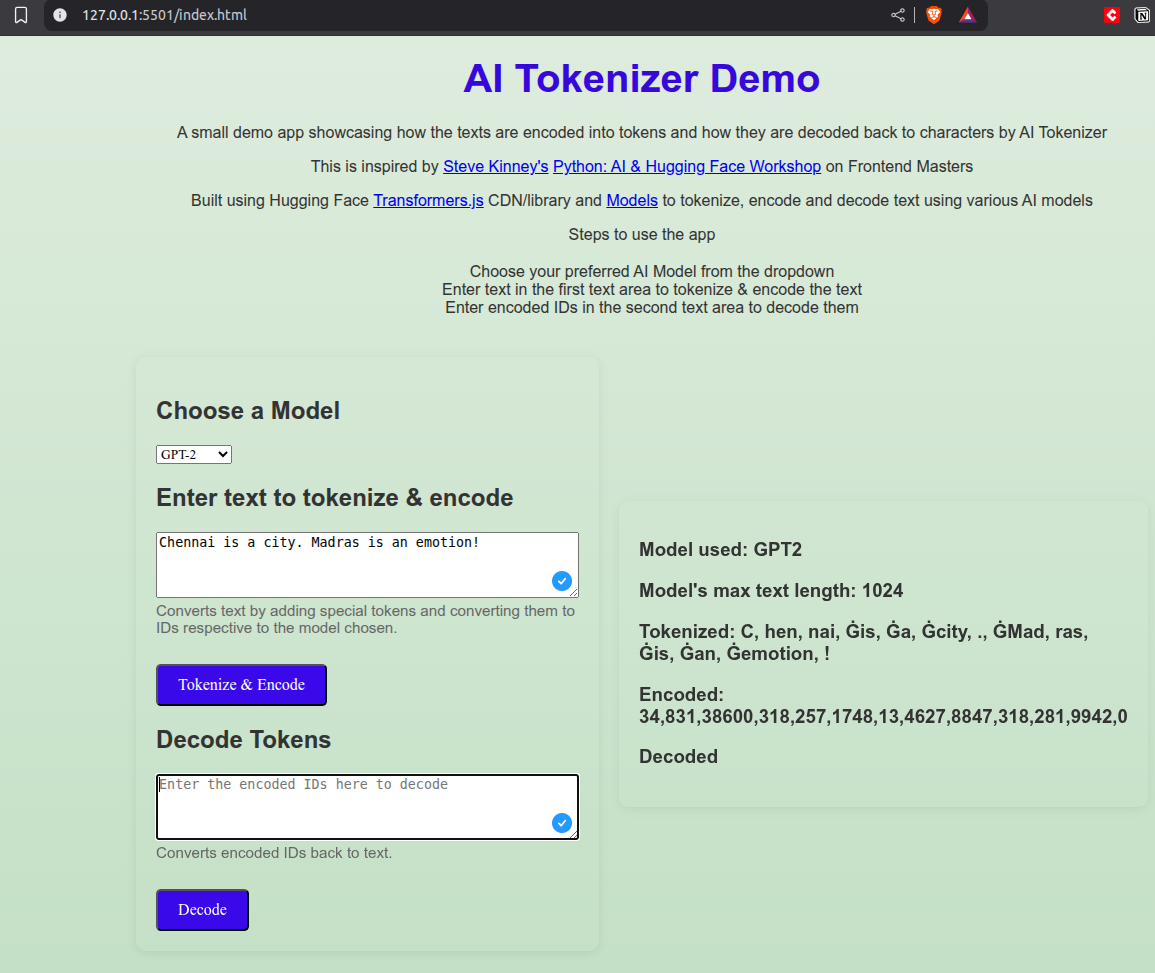 127.0.0.1:5501/index.html
AI Tokenizer Demo
A small demo app showcasing how the texts are encoded into tokens and how they are decoded back to characters by AI Tokenizer
This is inspired by Steve Kinney's Python: AI & Hugging Face Workshop on Frontend Masters
Built using Hugging Face Transformers.js CDN/library and Models to tokenize, encode and decode text using various AI models
Steps to use the app
Choose your preferred AI Model from the dropdown
Enter text in the first text area to tokenize & encode the text
Enter encoded IDs in the second text area to decode them
Choose a Model
GPT-2
Enter text to tokenize & encode
Chennai is a city. Madras is an emotion!
Converts text by adding special tokens and converting them to
IDs respective to the model chosen.
Tokenize & Encode
Decode Tokens
Enter the encoded IDs here to decode
Converts encoded IDs back to text.
Decode
Model used: GPT2
Model's max text length: 1024
Tokenized: C, hen, nai, Ġis, Ġa, Ġcity, ., ĠMad, ras,
Ġis, Ġan, Ġemotion, !
Encoded:
34,831,38600,318,257,1748,13,4627,8847,318,281,9942,0
Decoded